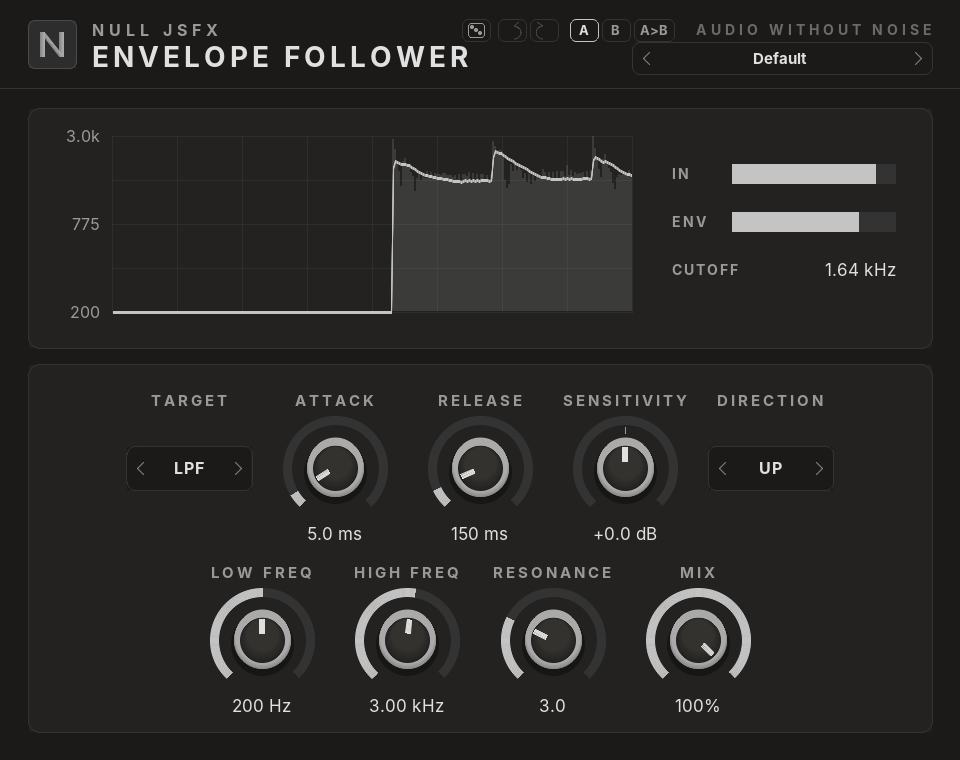 N
NULL JSFX
ENVELOPE FOLLOWER
A B A>B
AUDIO WITHOUT NOISE
Default
3.0k
775
200
IN
ENV
CUTOFF 1.64 kHz
TARGET ATTACK RELEASE SENSITIVITY DIRECTION
LPF UP
5.0 ms 150 ms +0.0 dB
LOW FREQ HIGH FREQ RESONANCE MIX
200 Hz 3.00 kHz 3.0 100%